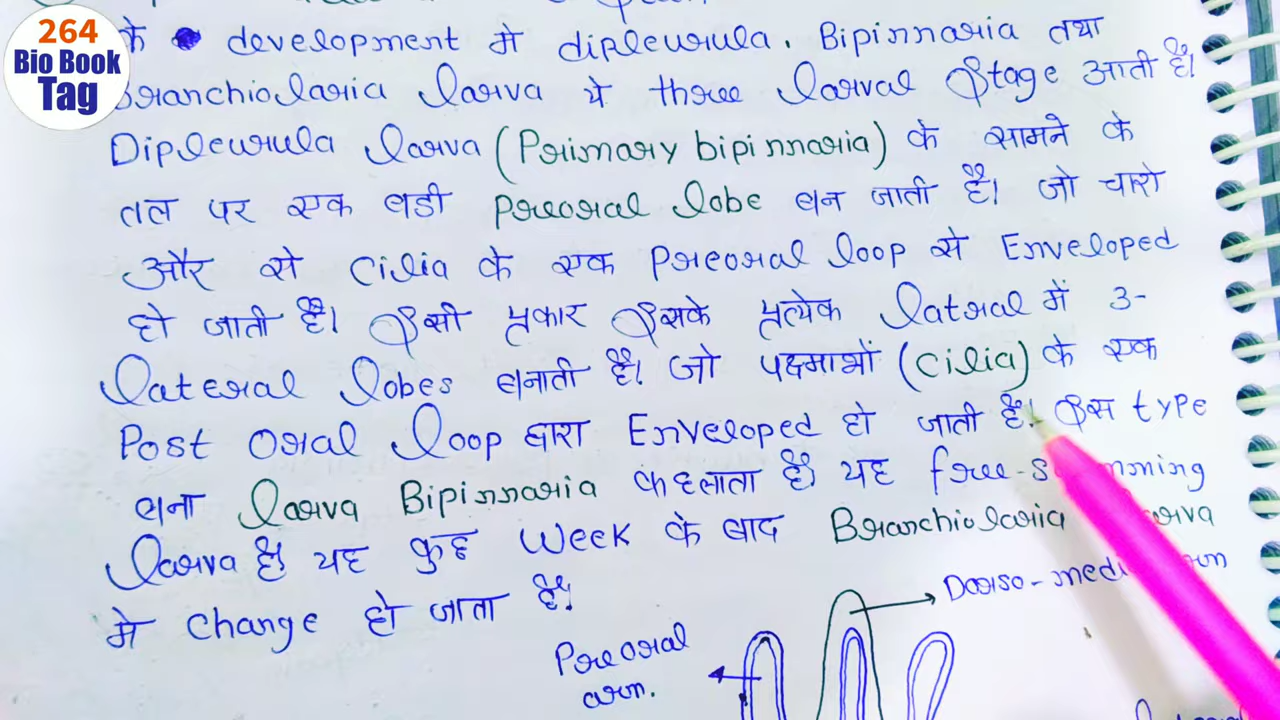 264
Bio Book
Tag
के development मे dipleurula. Bipinnaria तथा
Branchiolaria larva ये three larval Stage आती है।
Dipleurula larva (Primary bipinnaria) के सामने के
तल पर एक बडी preoral lobe बन जाती है। जो चारो
और से cilia के एक Preoral loop से Enveloped
हो जाती है। इसी प्रकार इसके प्रत्येक latral में 3-
lateral lobes बनाती है। जो पक्ष्माभों (cilia) के एक
Post Oral loop द्वारा Enveloped हो जाती है। इस type
बना larva Bipinnaria कहलाता है। यह free-
larva है। यह कुछ Week के बाद Branchiolaria
मे change हो जाता है।
Dorso-
Preoral
arm.